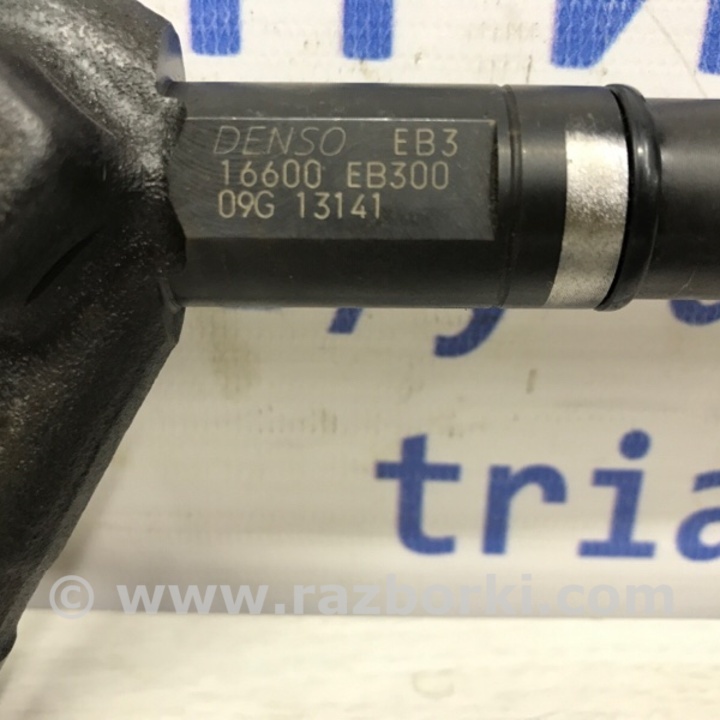 DENSO EB3
16600 EB300
09G 13141
tria
© www.razborki.com